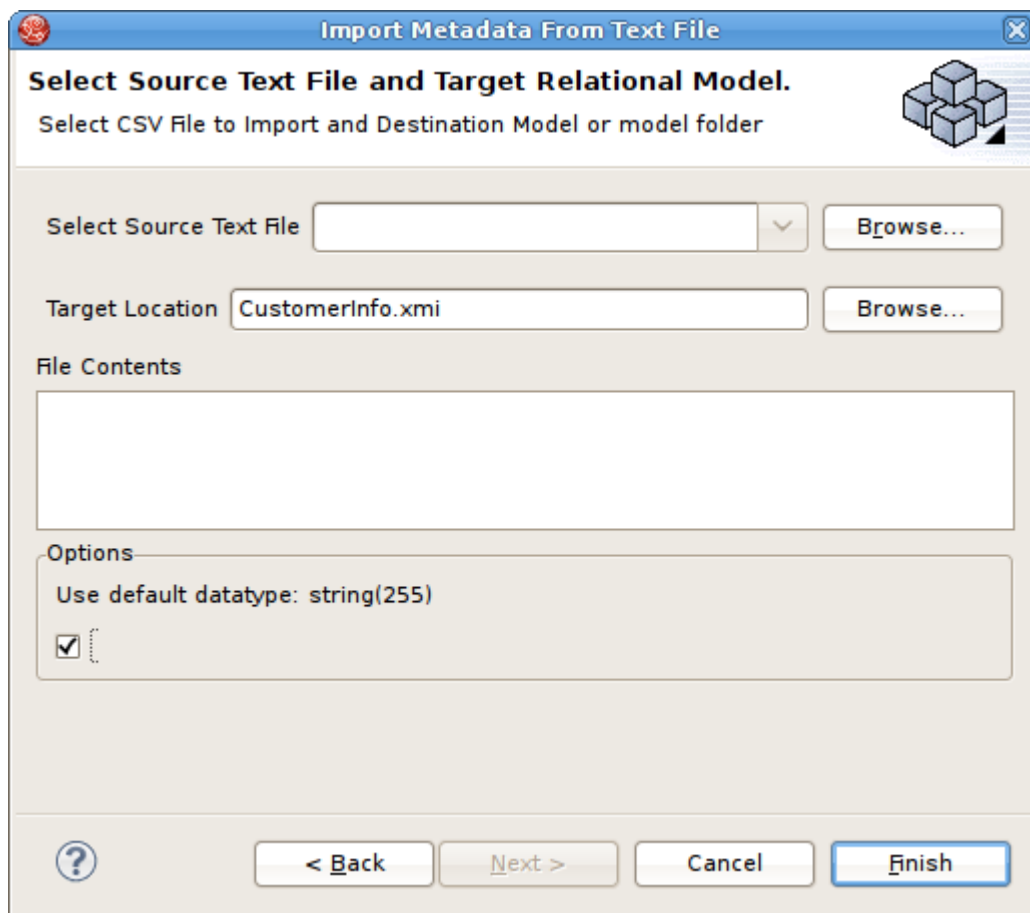 Import Metadata From Text File
Select Source Text File and Target Relational Model.
Select CSV File to Import and Destination Model or model folder
Select Source Text File
Browse...
Target Location
CustomerInfo.xmi
Browse...
File Contents
Options
Use default datatype: string(255)
< Back
Next >
Cancel
Finish